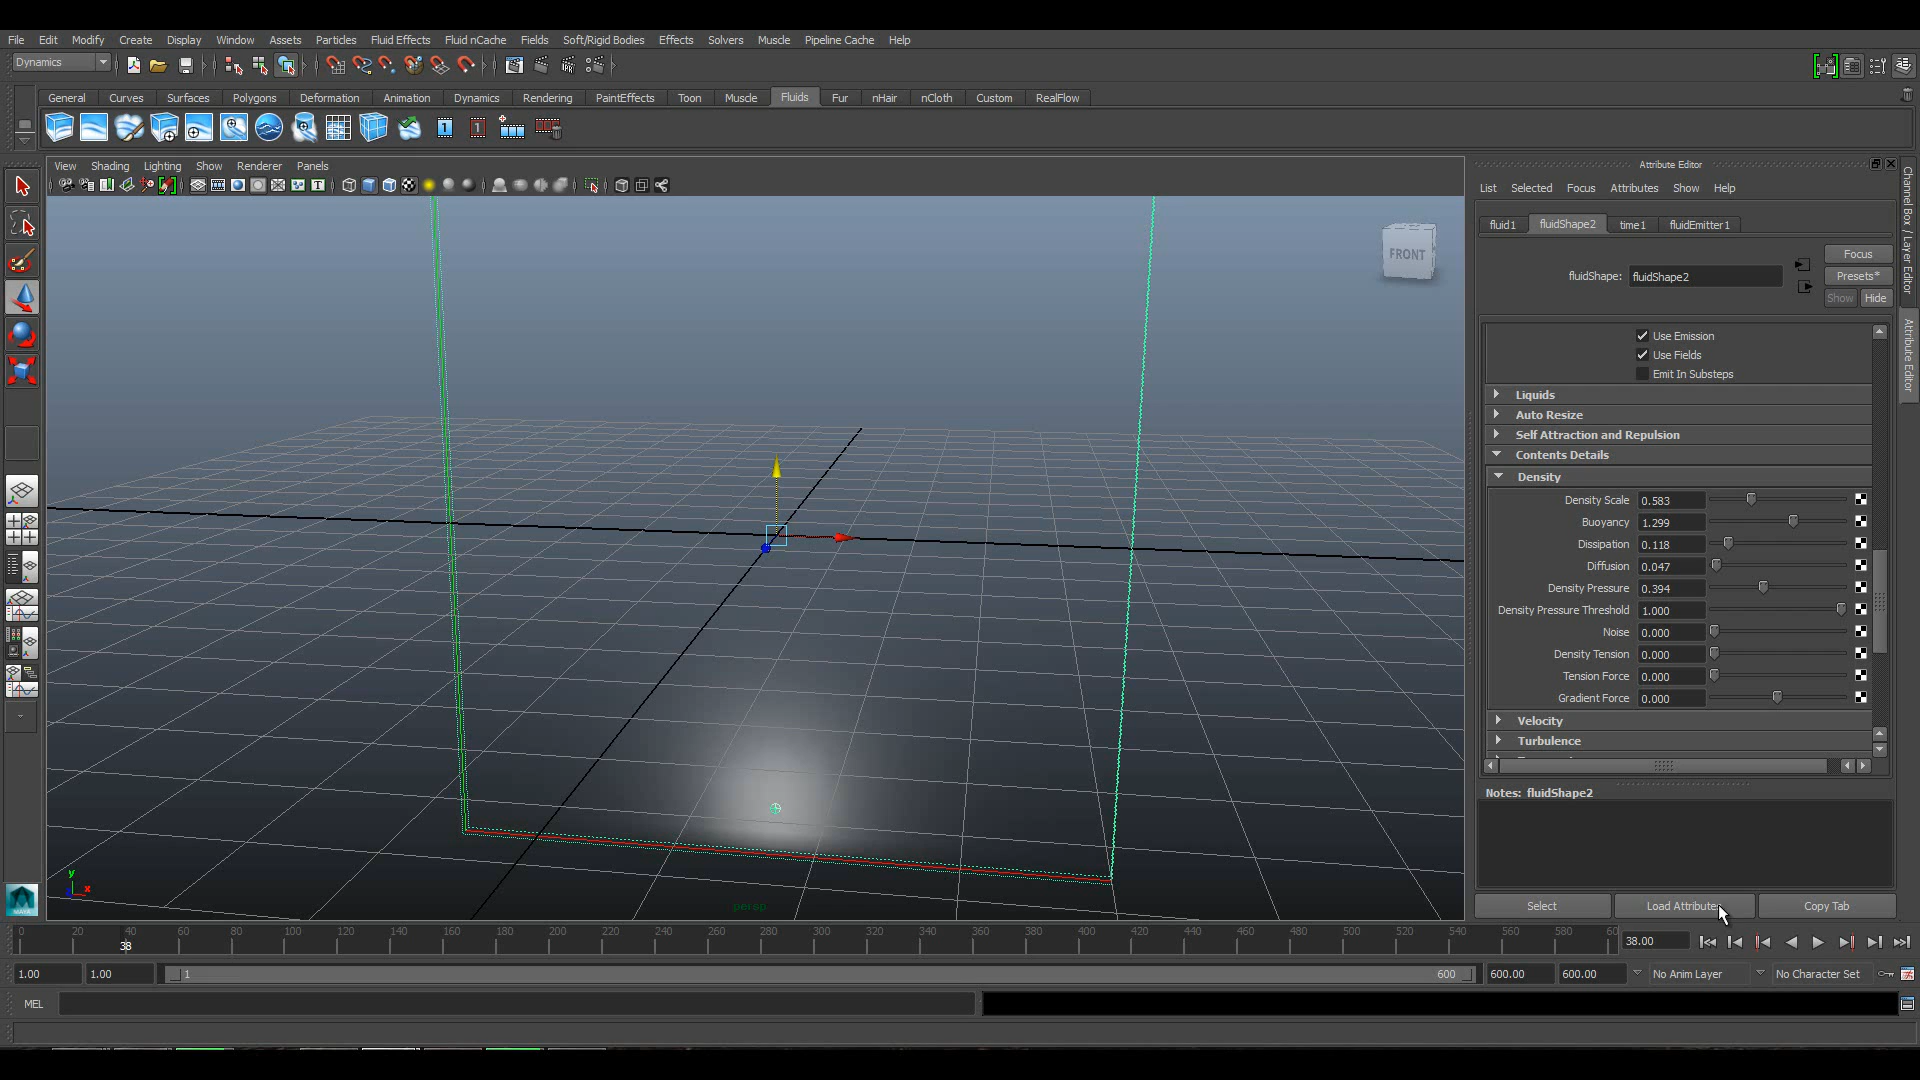 File Edit Modify Create Display Window Assets Particles Fluid Effects Fluid nCache Fields Soft/Rigid Bodies Effects Solvers Muscle Pipeline Cache Help
Dynamics
General Curves Surfaces Polygons Deformation Animation Dynamics Rendering PaintEffects Toon Muscle Fluids Fur nHair nCloth Custom RealFlow
1 1
View Shading Lighting Show Renderer Panels
FRONT
y
x
persp
Attribute Editor
List Selected Focus Attributes Show Help
fluid1 fluidShape2 time1 fluidEmitter1
Focus
fluidShape: fluidShape2
Presets*
Show Hide
Use Emission
Use Fields
Emit In Substeps
Liquids
Auto Resize
Self Attraction and Repulsion
Contents Details
Density
Density Scale 0.583
Buoyancy 1.299
Dissipation 0.118
Diffusion 0.047
Density Pressure 0.394
Density Pressure Threshold 1.000
Noise 0.000
Density Tension 0.000
Tension Force 0.000
Gradient Force 0.000
Velocity
Turbulence
Notes: fluidShape2
Select Load Attributes Copy Tab
Channel Box / Layer Editor
Attribute Editor
0 20 40 60 80 100 120 140 160 180 200 220 240 260 280 300 320 340 360 380 400 420 440 460 480 500 520 540 560 580 60
38
38.00
1.00 1.00 1 600 600.00 600.00 No Anim Layer No Character Set
MEL